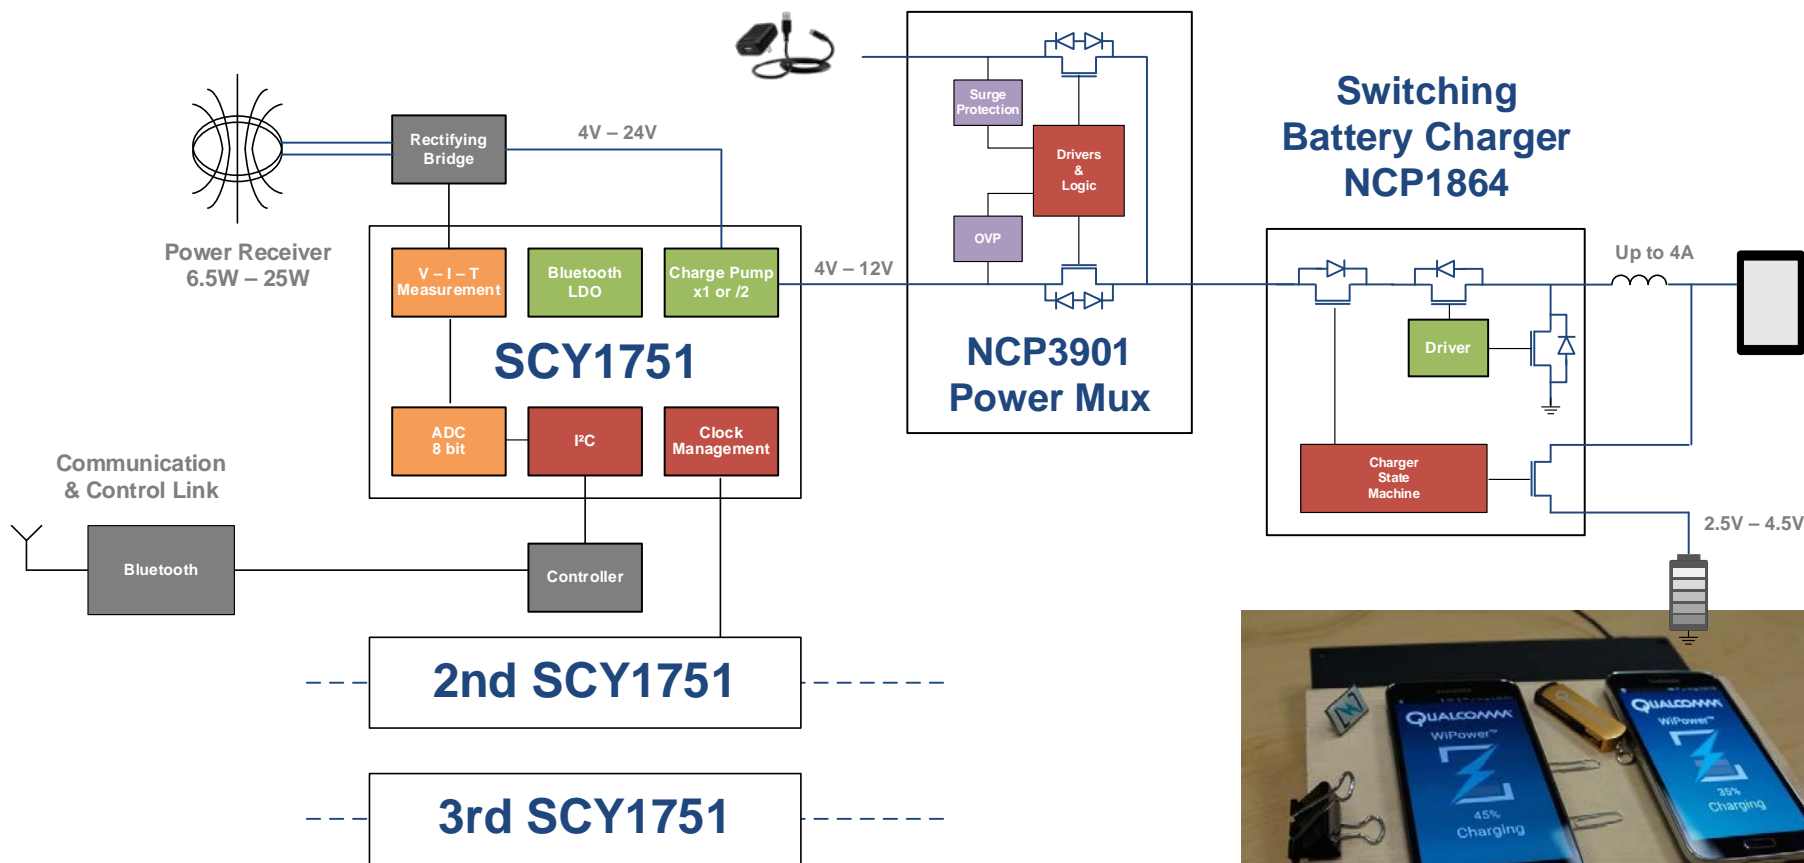 Switching
Battery Charger
NCP1864
Surge
Protection
Drivers
&
Logic
OVP
NCP3901
Power Mux
4V – 24V
Rectifying
Bridge
Power Receiver
6.5W – 25W
V – I – T
Measurement
Bluetooth
LDO
Charge Pump
x1 or /2
4V – 12V
SCY1751
ADC
8 bit
I²C
Clock
Management
Up to 4A
Driver
Charger
State
Machine
2.5V – 4.5V
Communication
& Control Link
Bluetooth
Controller
2nd SCY1751
3rd SCY1751
SAMSUNG
QUALCOMM
WiPower™
45%
Charging
QUALCOMM
WiPower™
35%
Charging